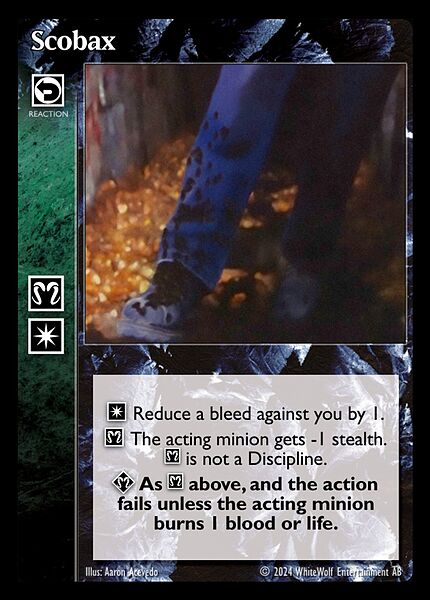 Scobax
REACTION
Reduce a bleed against you by 1.
The acting minion gets -1 stealth.
is not a Discipline.
As above, and the action
fails unless the acting minion
burns 1 blood or life.
Illus: Aaron Acevedo © 2024 WhiteWolf Entertainment AB